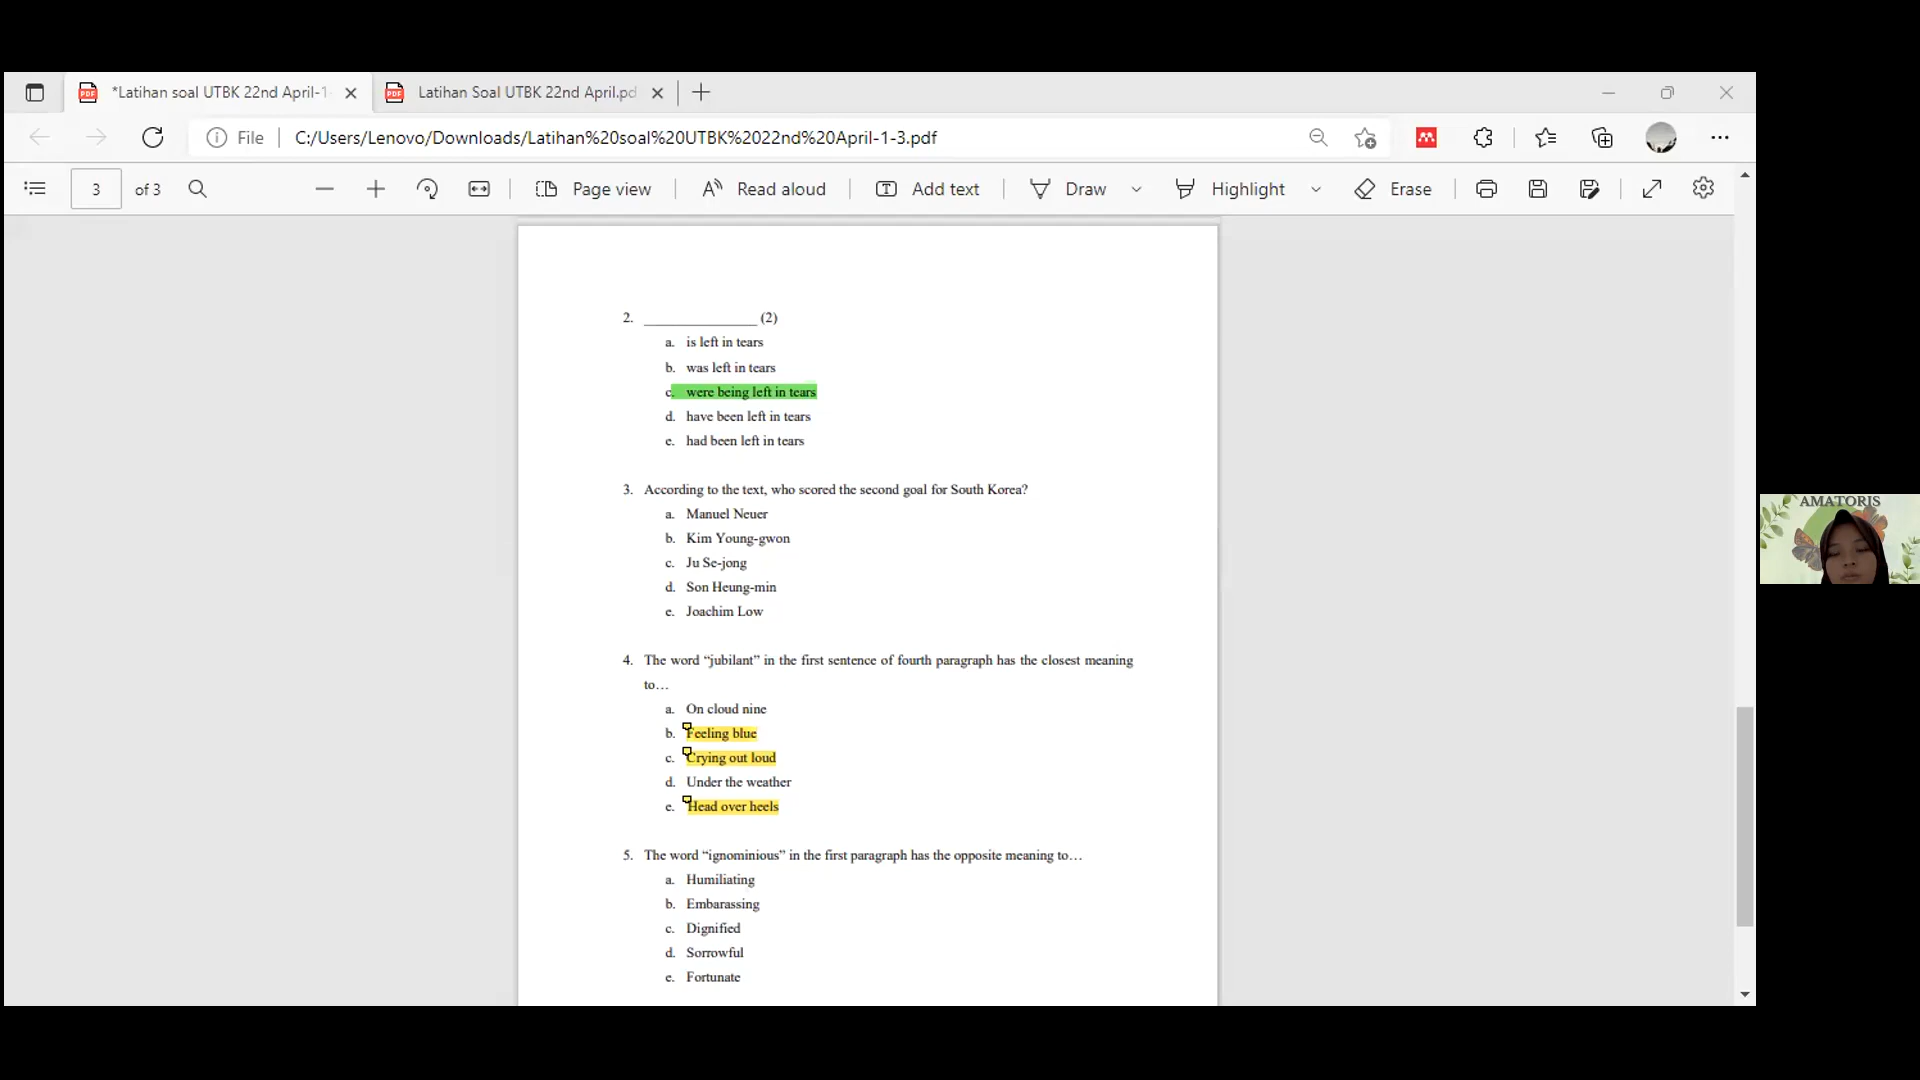 *Latihan soal UTBK 22nd April-1-
Latihan Soal UTBK 22nd April.pd
File
C:/Users/Lenovo/Downloads/Latihan%20soal%20UTBK%2022nd%20April-1-3.pdf
3 of 3
Page view
Read aloud
Add text
Draw
Highlight
Erase
2. ________________ (2)
a. is left in tears
b. was left in tears
c. were being left in tears
d. have been left in tears
e. had been left in tears
3. According to the text, who scored the second goal for South Korea?
a. Manuel Neuer
b. Kim Young-gwon
c. Ju Se-jong
d. Son Heung-min
e. Joachim Low
4. The word “jubilant” in the first sentence of fourth paragraph has the closest meaning
to…
a. On cloud nine
b. Feeling blue
c. Crying out loud
d. Under the weather
e. Head over heels
5. The word “ignominious” in the first paragraph has the opposite meaning to…
a. Humiliating
b. Embarassing
c. Dignified
d. Sorrowful
e. Fortunate
AMATORIS